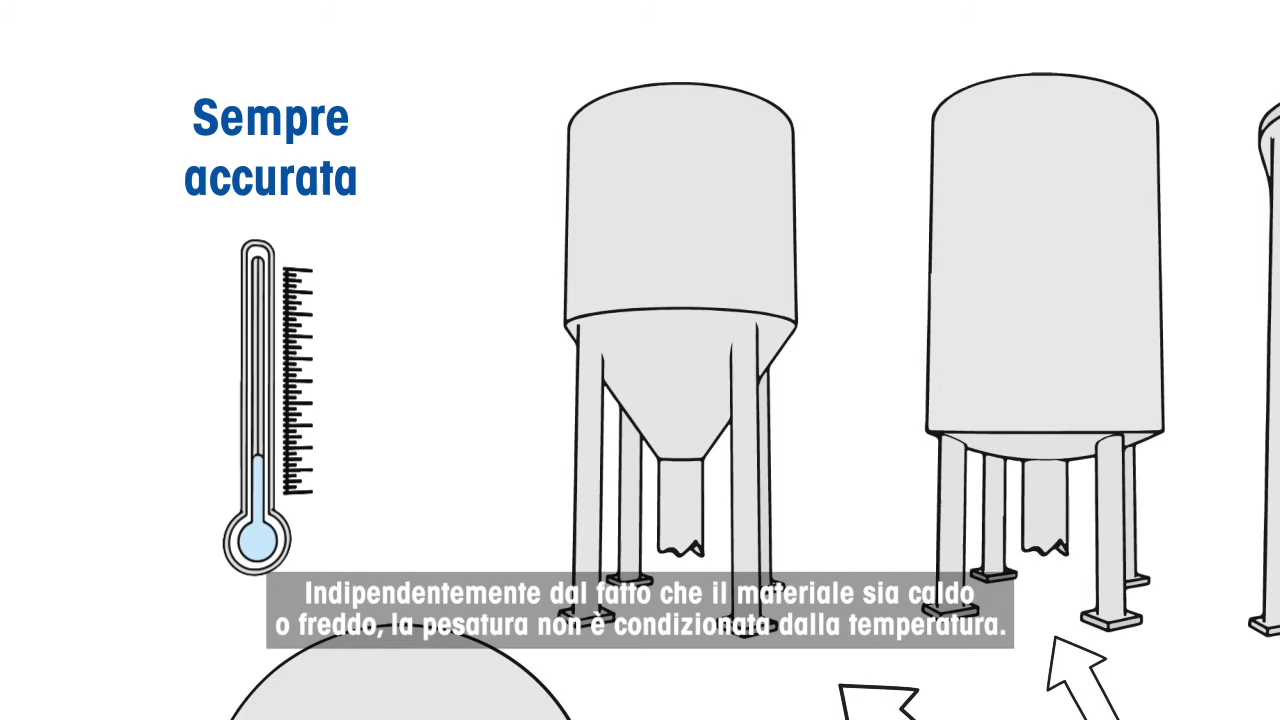 Sempre
accurata
Indipendentemente dal fatto che il materiale sia caldo
o freddo, la pesatura non è condizionata dalla temperatura.